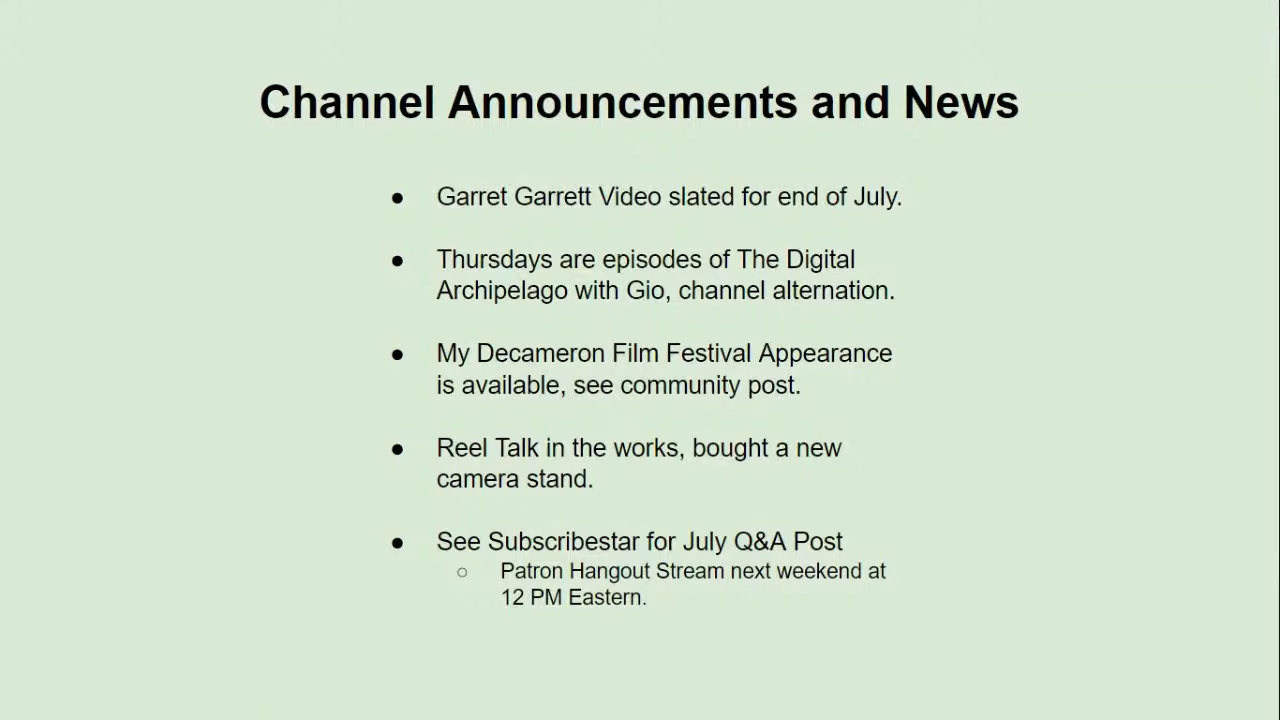 Channel Announcements and News
● Garret Garrett Video slated for end of July.
● Thursdays are episodes of The Digital
Archipelago with Gio, channel alternation.
● My Decameron Film Festival Appearance
is available, see community post.
● Reel Talk in the works, bought a new
camera stand.
● See Subscribestar for July Q&A Post
○ Patron Hangout Stream next weekend at
12 PM Eastern.